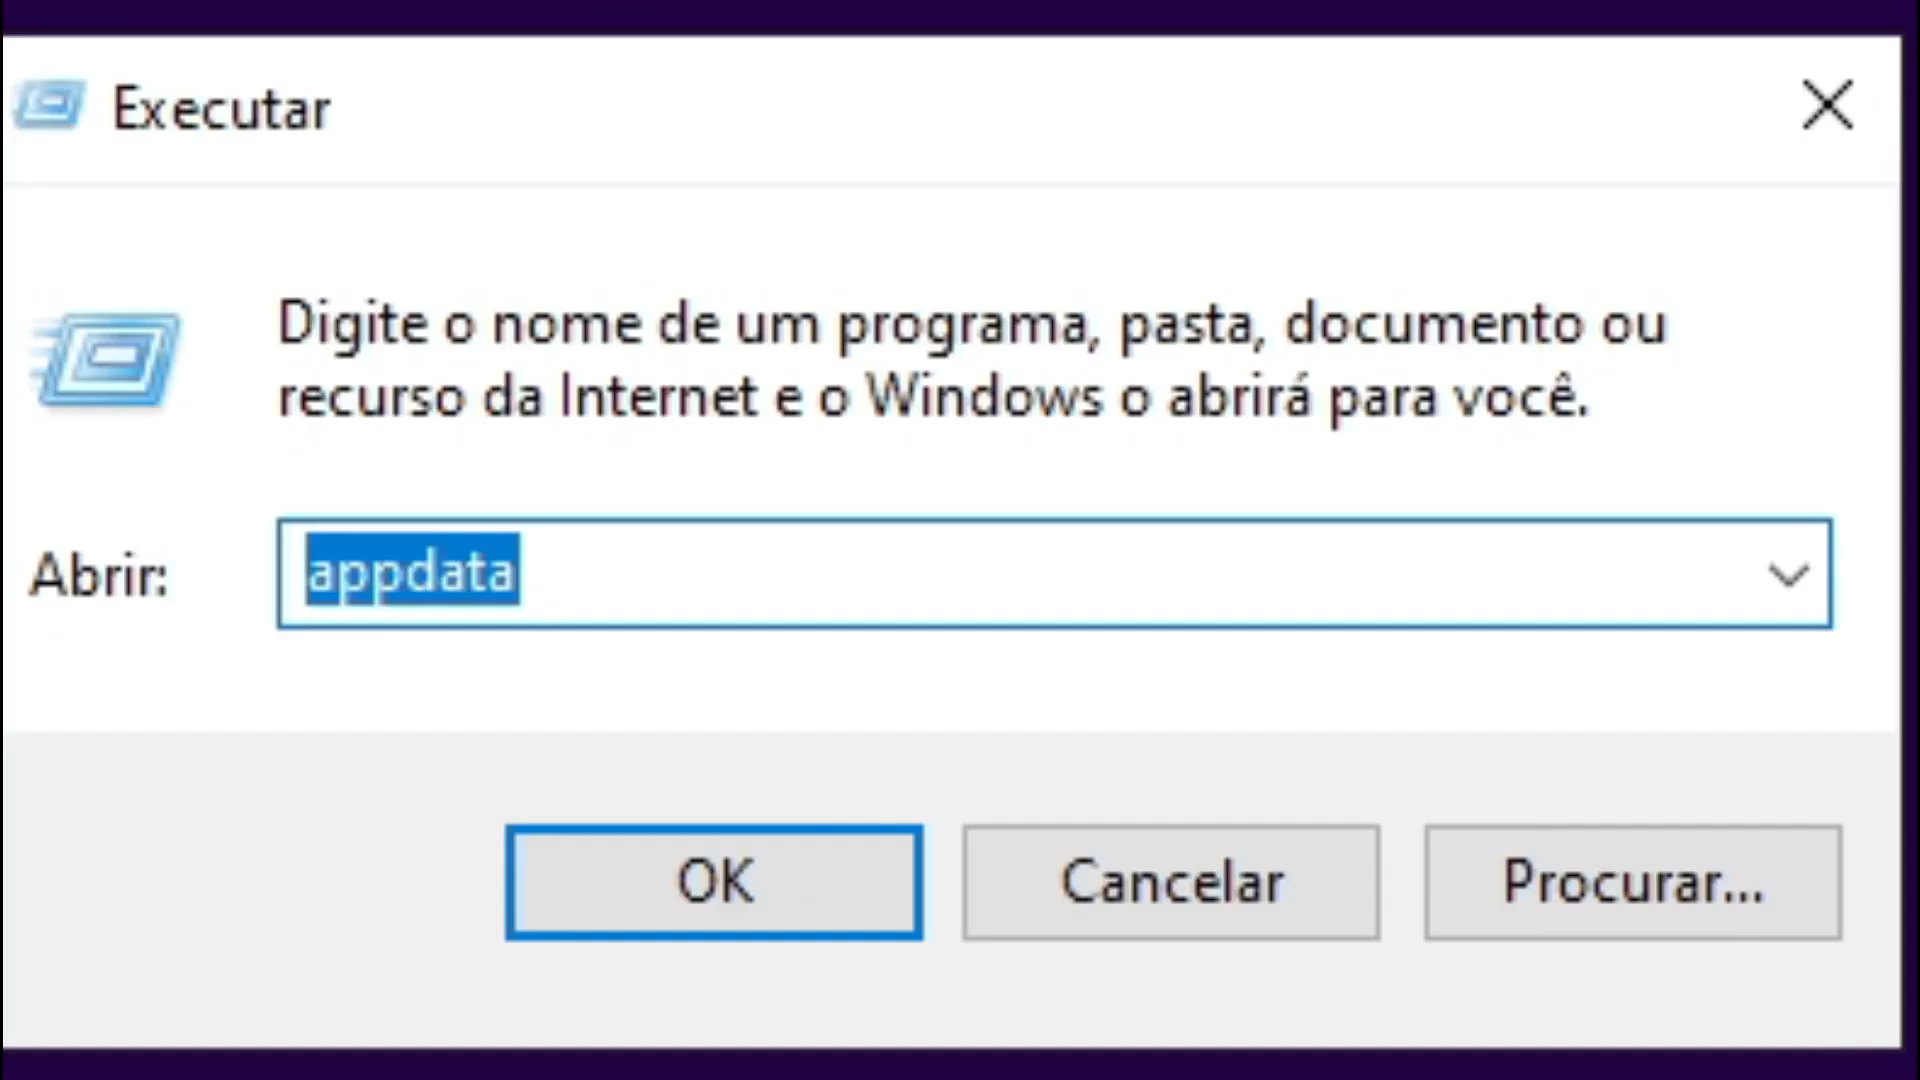 Executar
Digite o nome de um programa, pasta, documento ou
recurso da Internet e o Windows o abrirá para você.
Abrir:
appdata
OK
Cancelar
Procurar...